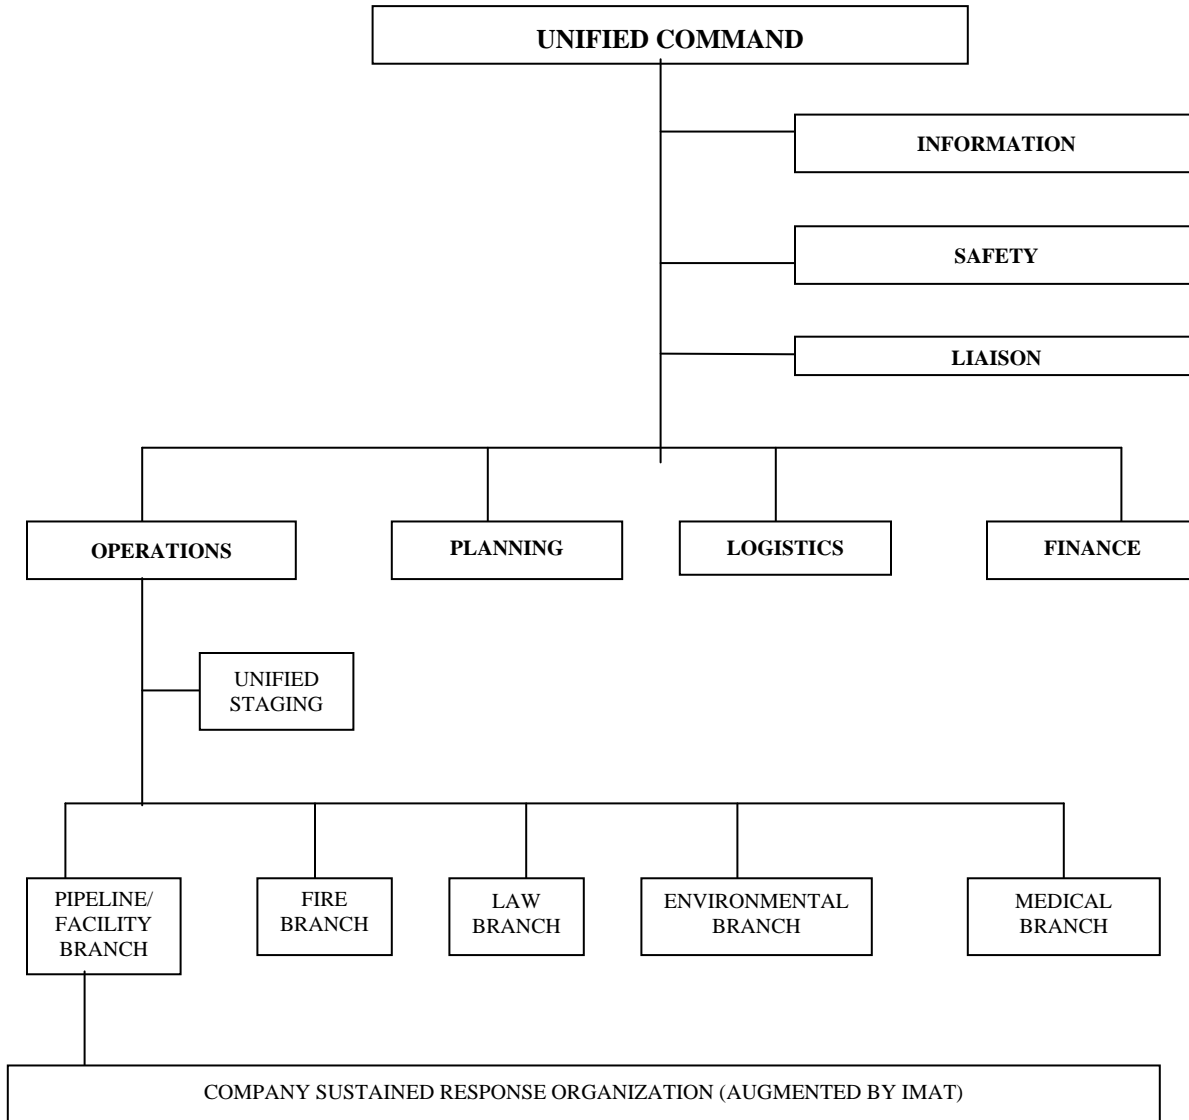 UNIFIED COMMAND
INFORMATION
SAFETY
LIAISON
OPERATIONS
PLANNING
LOGISTICS
FINANCE
UNIFIED
STAGING
PIPELINE/
FACILITY
BRANCH
FIRE
BRANCH
LAW
BRANCH
ENVIRONMENTAL
BRANCH
MEDICAL
BRANCH
COMPANY SUSTAINED RESPONSE ORGANIZATION (AUGMENTED BY IMAT)